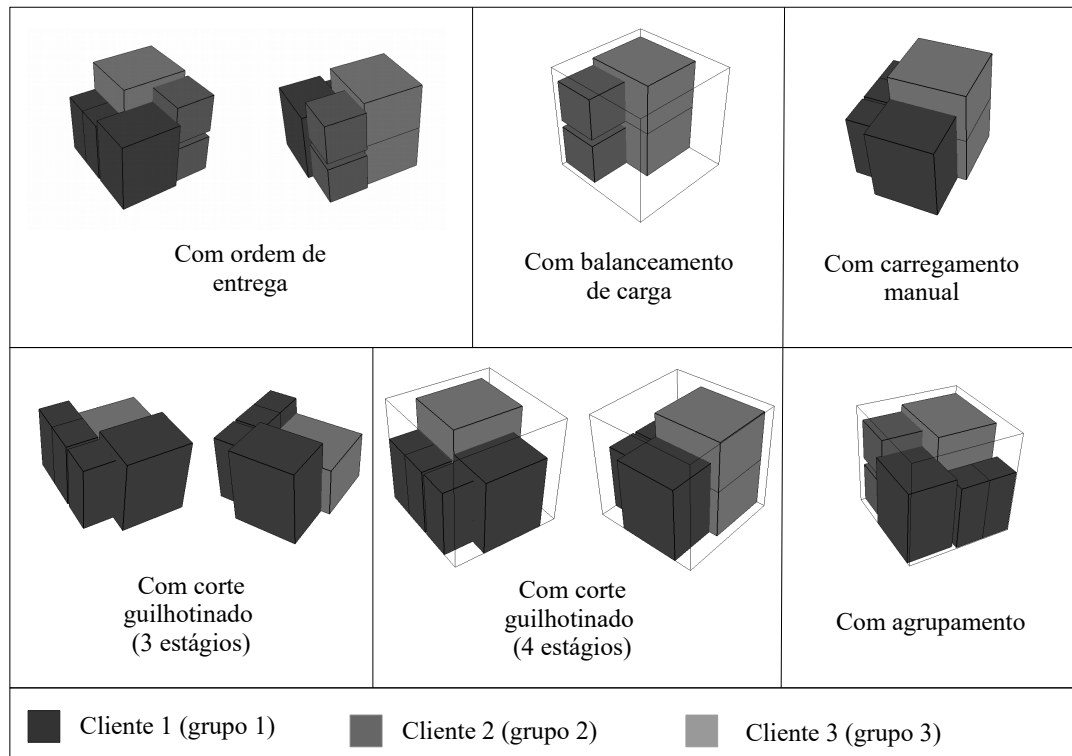 Com ordem de
entrega
Com balanceamento
de carga
Com carregamento
manual
Com corte
guilhotinado
(3 estágios)
Com corte
guilhotinado
(4 estágios)
Com agrupamento
Cliente 1 (grupo 1)
Cliente 2 (grupo 2)
Cliente 3 (grupo 3)